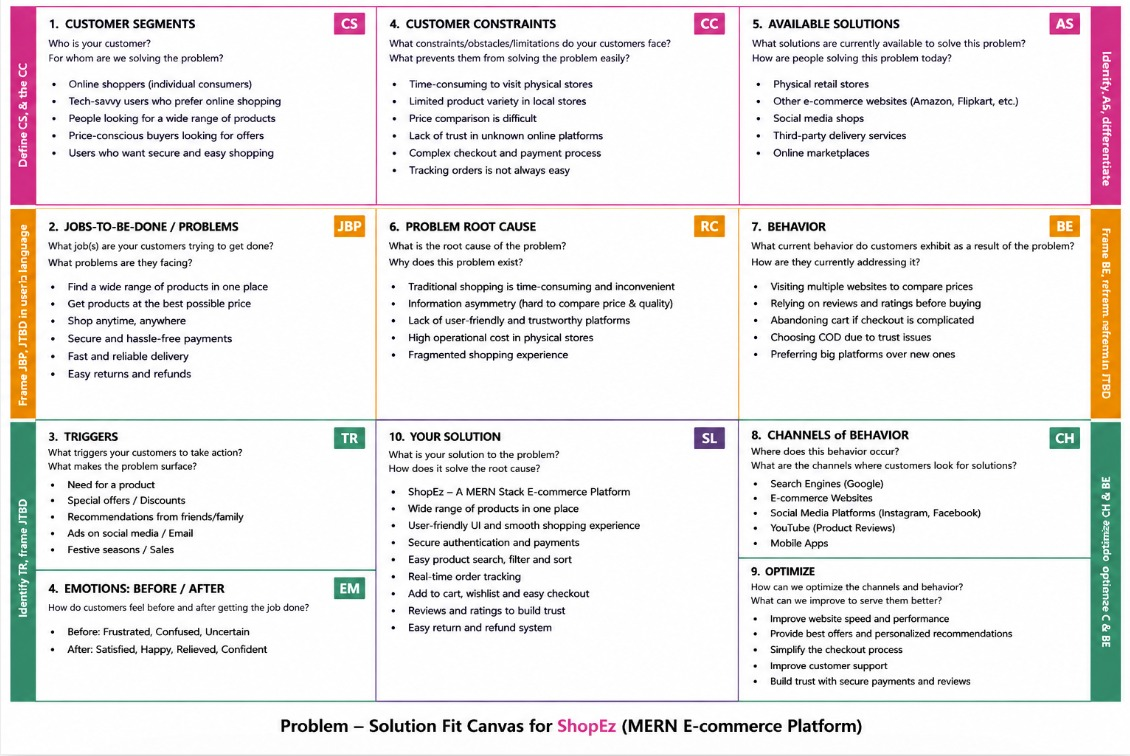 1. CUSTOMER SEGMENTS
CS
Who is your customer?
For whom are we solving the problem?
• Online shoppers (individual consumers)
• Tech-savvy users who prefer online shopping
• People looking for a wide range of products
• Price-conscious buyers looking for offers
• Users who want secure and easy shopping
4. CUSTOMER CONSTRAINTS
CC
What constraints/obstacles/limitations do your customers face?
What prevents them from solving the problem easily?
• Time-consuming to visit physical stores
• Limited product variety in local stores
• Price comparison is difficult
• Lack of trust in unknown online platforms
• Complex checkout and payment process
• Tracking orders is not always easy
5. AVAILABLE SOLUTIONS
AS
What solutions are currently available to solve this problem?
How are people solving this problem today?
• Physical retail stores
• Other e-commerce websites (Amazon, Flipkart, etc.)
• Social media shops
• Third-party delivery services
• Online marketplaces
Define CS, & the CC
Idenify, AS, differentiate
2. JOBS-TO-BE-DONE / PROBLEMS
JBP
What job(s) are your customers trying to get done?
What problems are they facing?
• Find a wide range of products in one place
• Get products at the best possible price
• Shop anytime, anywhere
• Secure and hassle-free payments
• Fast and reliable delivery
• Easy returns and refunds
6. PROBLEM ROOT CAUSE
RC
What is the root cause of the problem?
Why does this problem exist?
• Traditional shopping is time-consuming and inconvenient
• Information asymmetry (hard to compare price & quality)
• Lack of user-friendly and trustworthy platforms
• High operational cost in physical stores
• Fragmented shopping experience
7. BEHAVIOR
BE
What current behavior do customers exhibit as a result of the problem?
How are they currently addressing it?
• Visiting multiple websites to compare prices
• Relying on reviews and ratings before buying
• Abandoning cart if checkout is complicated
• Choosing COD due to trust issues
• Preferring big platforms over new ones
Frame JBP, JTBD in language
Frame BE, JTBD
3. TRIGGERS
TR
What triggers your customers to take action?
What makes the problem surface?
• Need for a product
• Special offers / Discounts
• Recommendations from friends/family
• Ads on social media / Email
• Festive seasons / Sales
4. EMOTIONS: BEFORE / AFTER
EM
How do customers feel before and after getting the job done?
• Before: Frustrated, Confused, Uncertain
• After: Satisfied, Happy, Relieved, Confident
10. YOUR SOLUTION
SL
What is your solution to the problem?
How does it solve the root cause?
• ShopEz – A MERN Stack E-commerce Platform
• Wide range of products in one place
• User-friendly UI and smooth shopping experience
• Secure authentication and payments
• Easy product search, filter and sort
• Real-time order tracking
• Add to cart, wishlist and easy checkout
• Reviews and ratings to build trust
• Easy return and refund system
8. CHANNELS of BEHAVIOR
CH
Where does this behavior occur?
What are the channels where customers look for solutions?
• Search Engines (Google)
• E-commerce Websites
• Social Media Platforms (Instagram, Facebook)
• YouTube (Product Reviews)
• Mobile Apps
9. OPTIMIZE
How can we optimize the channels and behavior?
What can we improve to serve them better?
• Improve website speed and performance
• Provide best offers and personalized recommendations
• Simplify the checkout process
• Improve customer support
• Build trust with secure payments and reviews
Identify TR, frame JTBD
C & BE
Problem – Solution Fit Canvas for ShopEz (MERN E-commerce Platform)